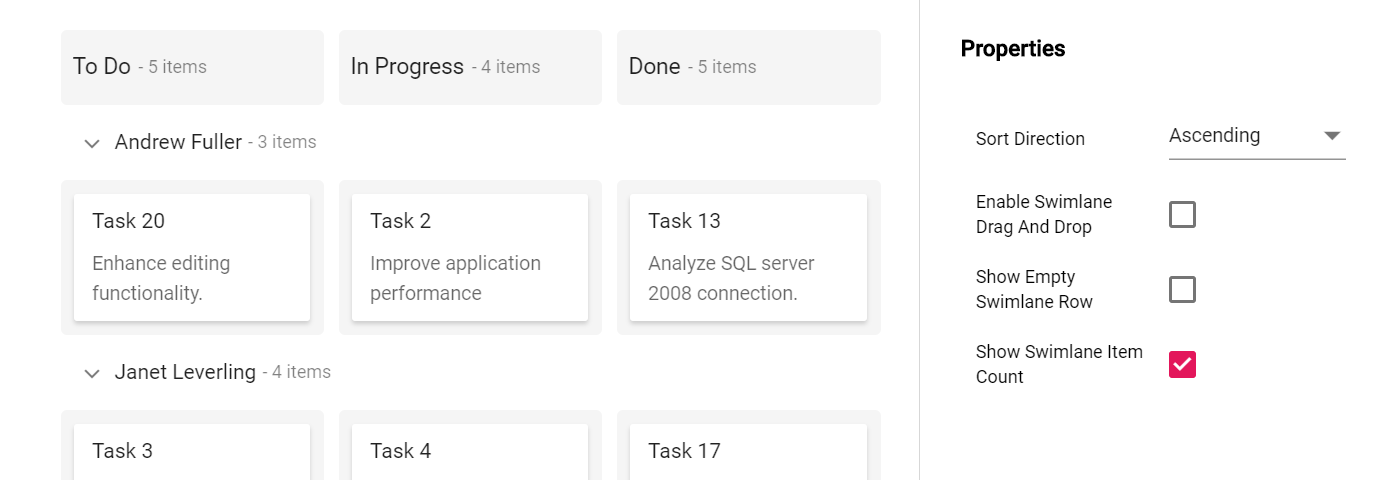 To Do - 5 items
In Progress - 4 items
Done - 5 items
Andrew Fuller - 3 items
Task 20
Enhance editing
functionality.
Task 2
Improve application
performance
Task 13
Analyze SQL server
2008 connection.
Janet Leverling - 4 items
Task 3
Task 4
Task 17
Properties
Sort Direction
Ascending
Enable Swimlane
Drag And Drop
Show Empty
Swimlane Row
Show Swimlane Item
Count